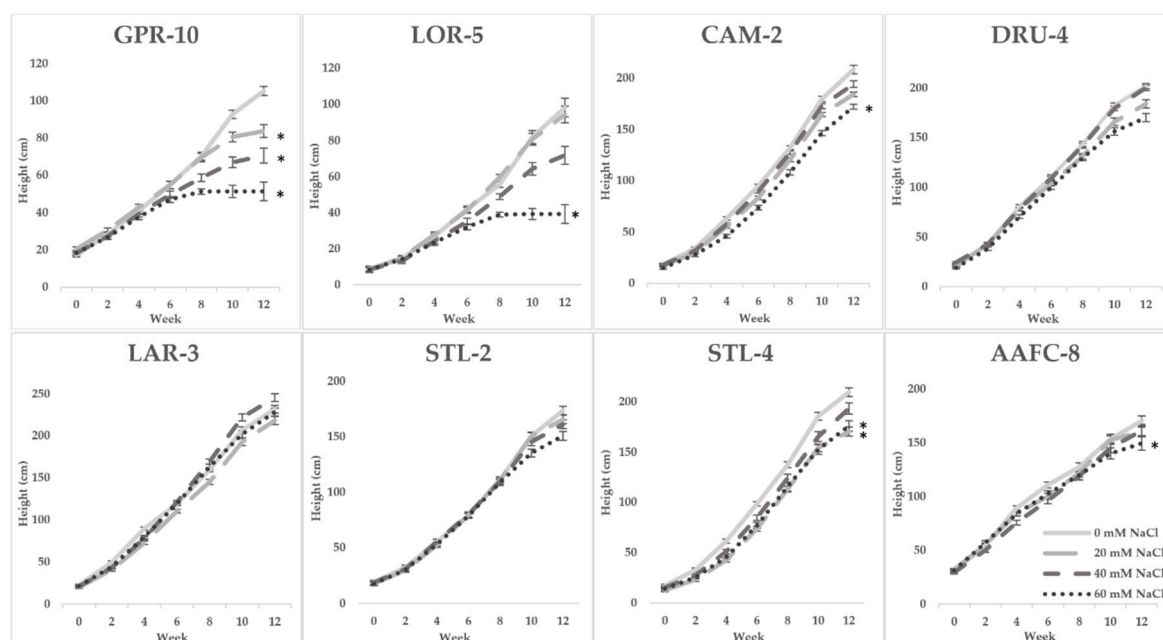 GPR-10
LOR-5
CAM-2
DRU-4
Height (cm)
120
100
80
60
40
20
0
*
*
*
0 2 4 6 8 10 12
Week
Height (cm)
120
100
80
60
40
20
0
*
0 2 4 6 8 10 12
Week
Height (cm)
200
150
100
50
0
*
0 2 4 6 8 10 12
Week
Height (cm)
200
150
100
50
0
0 2 4 6 8 10 12
Week
LAR-3
STL-2
STL-4
AAFC-8
Height (cm)
250
200
150
100
50
0
0 2 4 6 8 10 12
Week
Height (cm)
200
150
100
50
0
0 2 4 6 8 10 12
Week
Height (cm)
200
150
100
50
0
*
*
0 2 4 6 8 10 12
Week
Height (cm)
200
150
100
50
0
*
0 mM NaCl
20 mM NaCl
40 mM NaCl
60 mM NaCl
0 2 4 6 8 10 12
Week